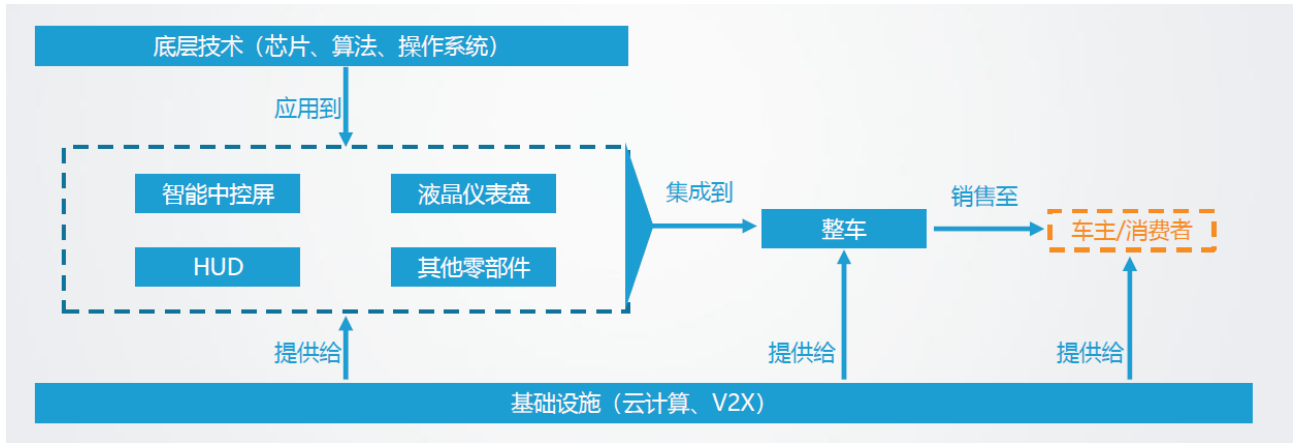 底层技术（芯片、算法、操作系统）
应用到
智能中控屏
液晶仪表盘
HUD
其他零部件
集成到
整车
销售至
车主/消费者
提供给
提供给
提供给
基础设施（云计算、V2X）